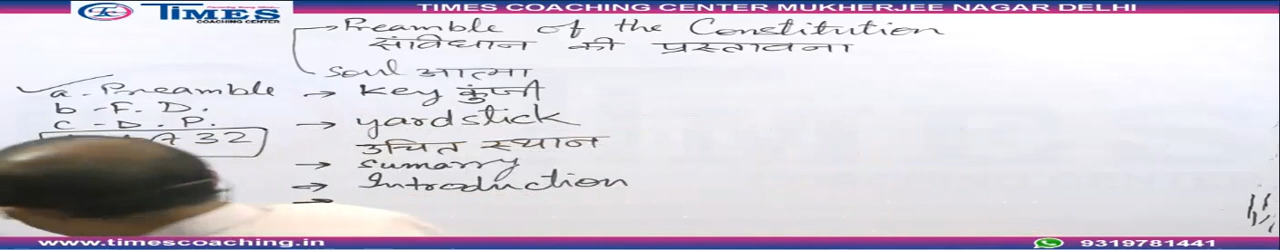 TIMES COACHING CENTER
TIMES COACHING CENTER MUKHERJEE NAGAR DELHI
→ Preamble of the Constitution
संविधान की प्रस्तावना
Soul आत्मा
✓ a. Preamble → Key कुंजी
b - F. D.
c - D. P. → yardstick
32 उचित स्थान
→ Sumarry
→ Introduction
→
www.timescoaching.in 9319781441